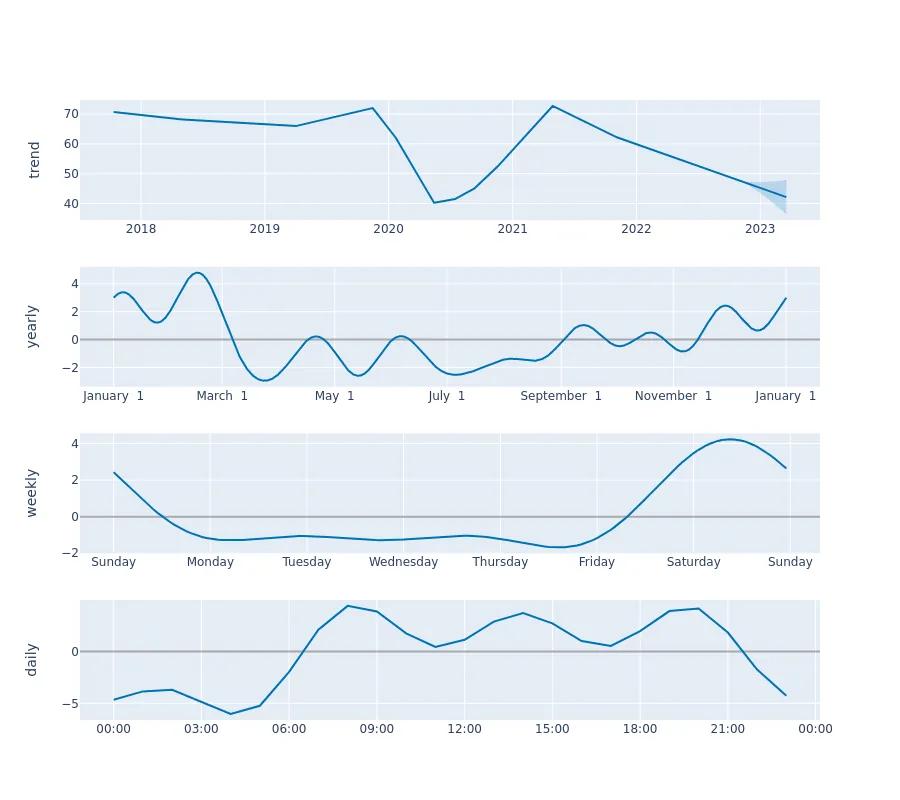 trend
70
60
50
40
2018 2019 2020 2021 2022 2023
yearly
4
2
0
−2
January 1 March 1 May 1 July 1 September 1 November 1 January 1
weekly
4
2
0
−2
Sunday Monday Tuesday Wednesday Thursday Friday Saturday Sunday
daily
0
−5
00:00 03:00 06:00 09:00 12:00 15:00 18:00 21:00 00:00